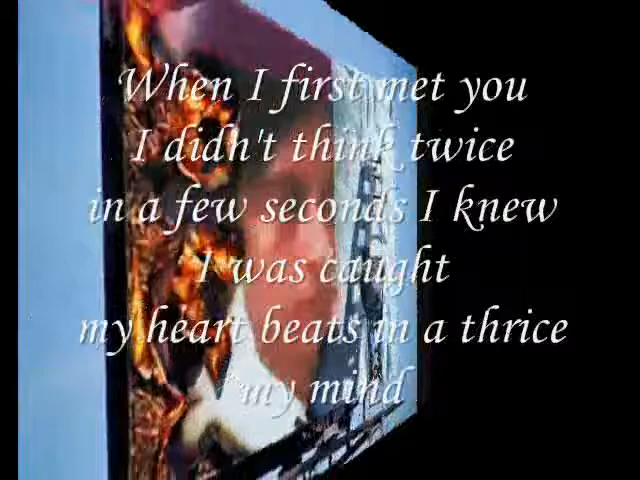 When I first met you
I didn't think twice
in a few seconds I knew
I was caught
my heart beats in a thrice
my mind